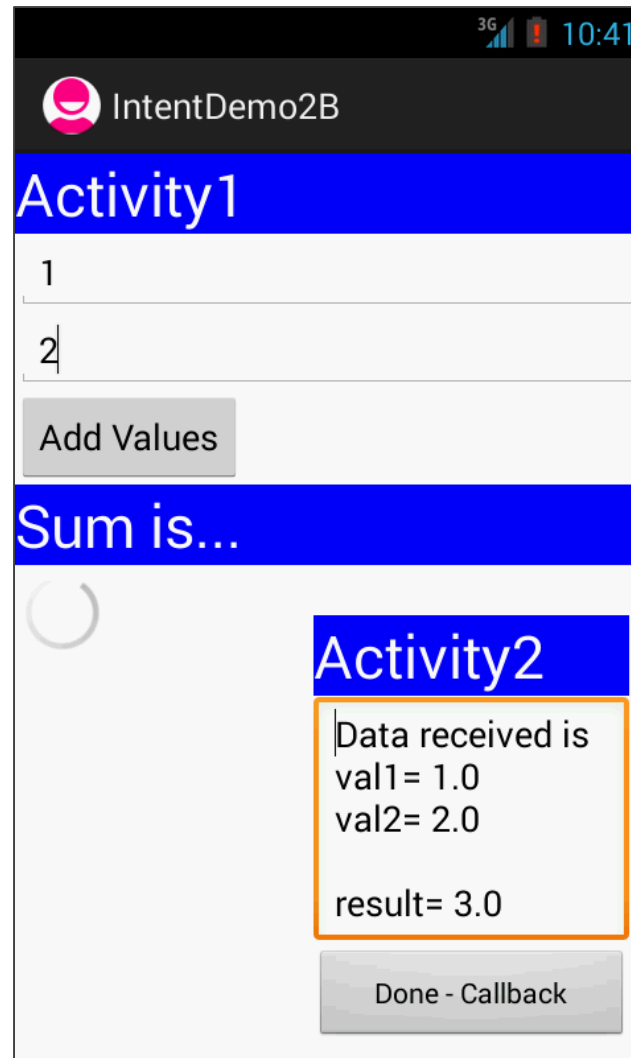 3G 10:41
IntentDemo2B
Activity1
1
2
Add Values
Sum is...
Activity2
Data received is
val1= 1.0
val2= 2.0
result= 3.0
Done - Callback